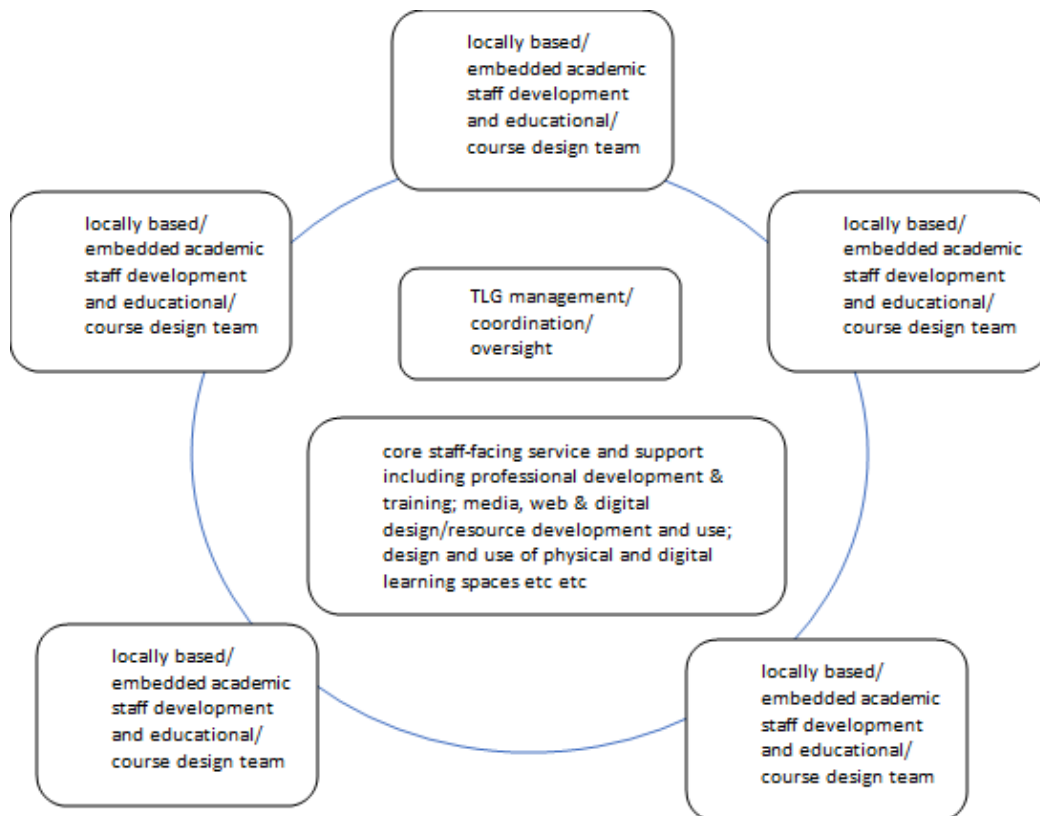 locally based/
embedded academic
staff development
and educational/
course design team
locally based/
embedded academic
staff development
and educational/
course design team
locally based/
embedded academic
staff development
and educational/
course design team
TLG management/
coordination/
oversight
core staff-facing service and support
including professional development &
training; media, web & digital
design/resource development and use;
design and use of physical and digital
learning spaces etc etc
locally based/
embedded academic
staff development
and educational/
course design team
locally based/
embedded academic
staff development
and educational/
course design team